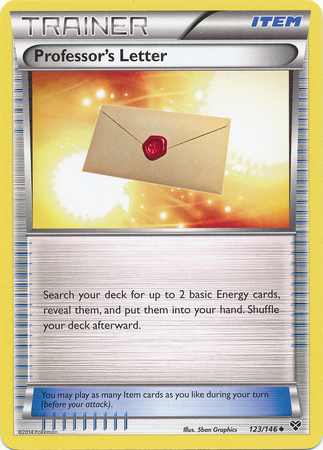 TRAINER ITEM
Professor's Letter
Search your deck for up to 2 basic Energy cards,
reveal them, and put them into your hand. Shuffle
your deck afterward.
You may play as many Item cards as you like during your turn
(before your attack).
©2014 Pokémon Illus. 5ban Graphics 123/146